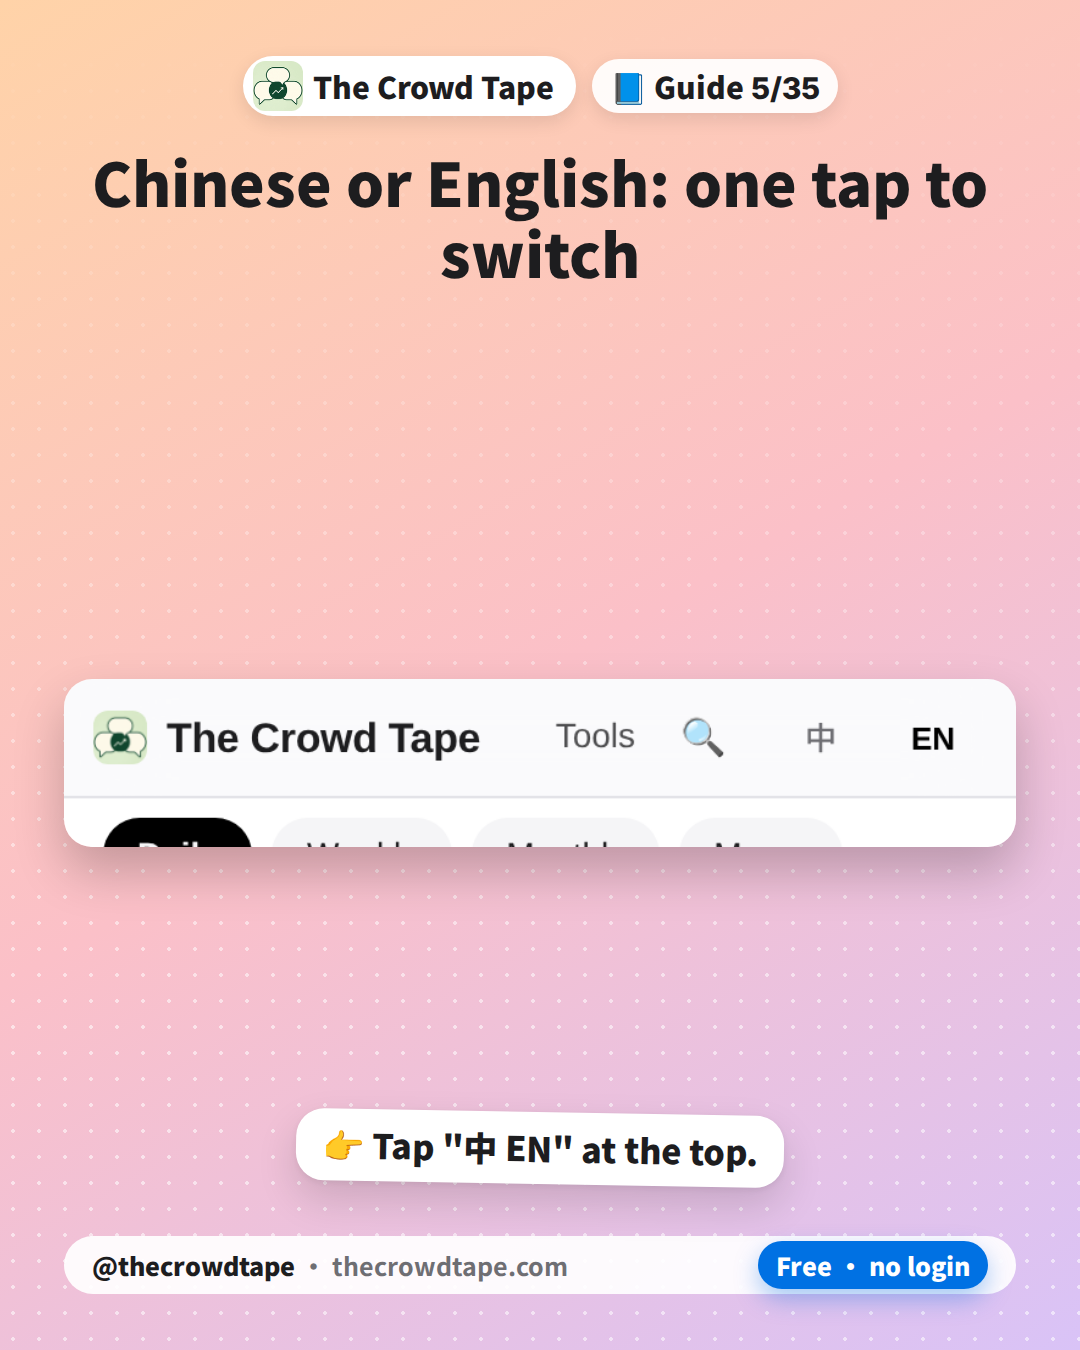 The Crowd Tape
📘 Guide 5/35
Chinese or English: one tap to
switch
The Crowd Tape Tools 🔍 中 EN
👉 Tap "中 EN" at the top.
@thecrowdtape • thecrowdtape.com
Free • no login